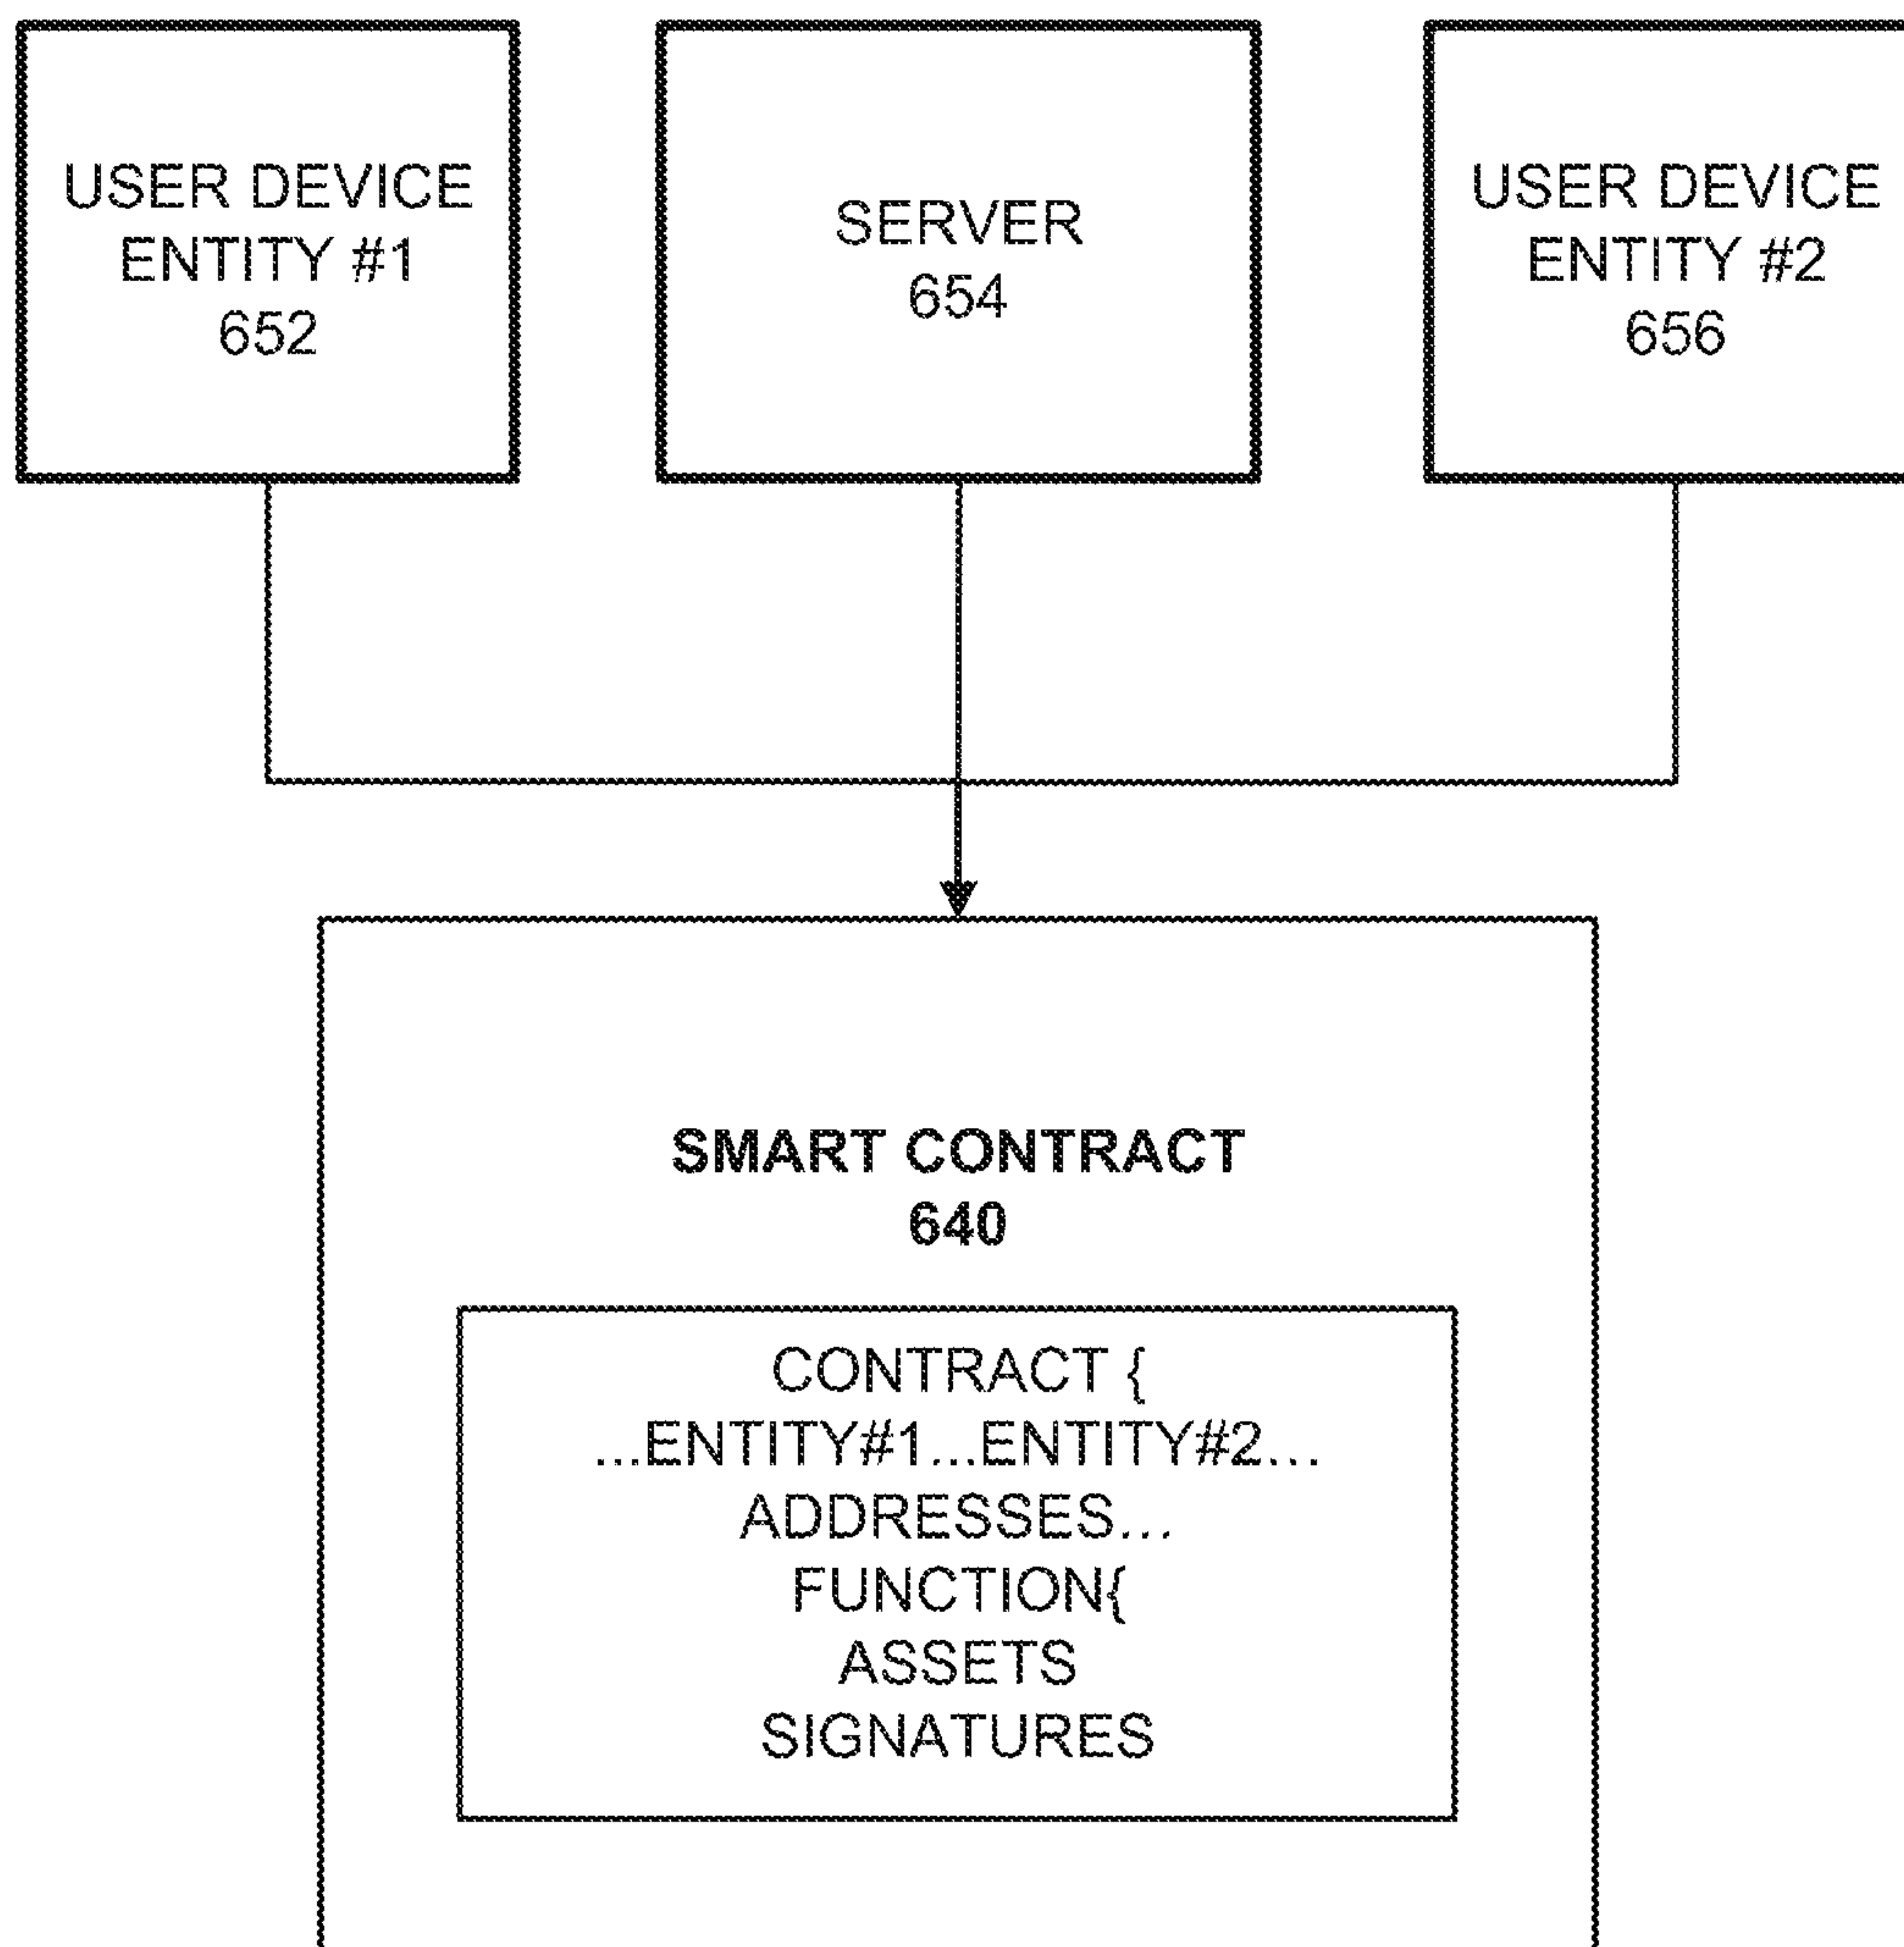 USER DEVICE
ENTITY #1
652
SERVER
654
USER DEVICE
ENTITY #2
656
SMART CONTRACT
640
CONTRACT {
...ENTITY#1...ENTITY#2...
ADDRESSES...
FUNCTION{
ASSETS
SIGNATURES